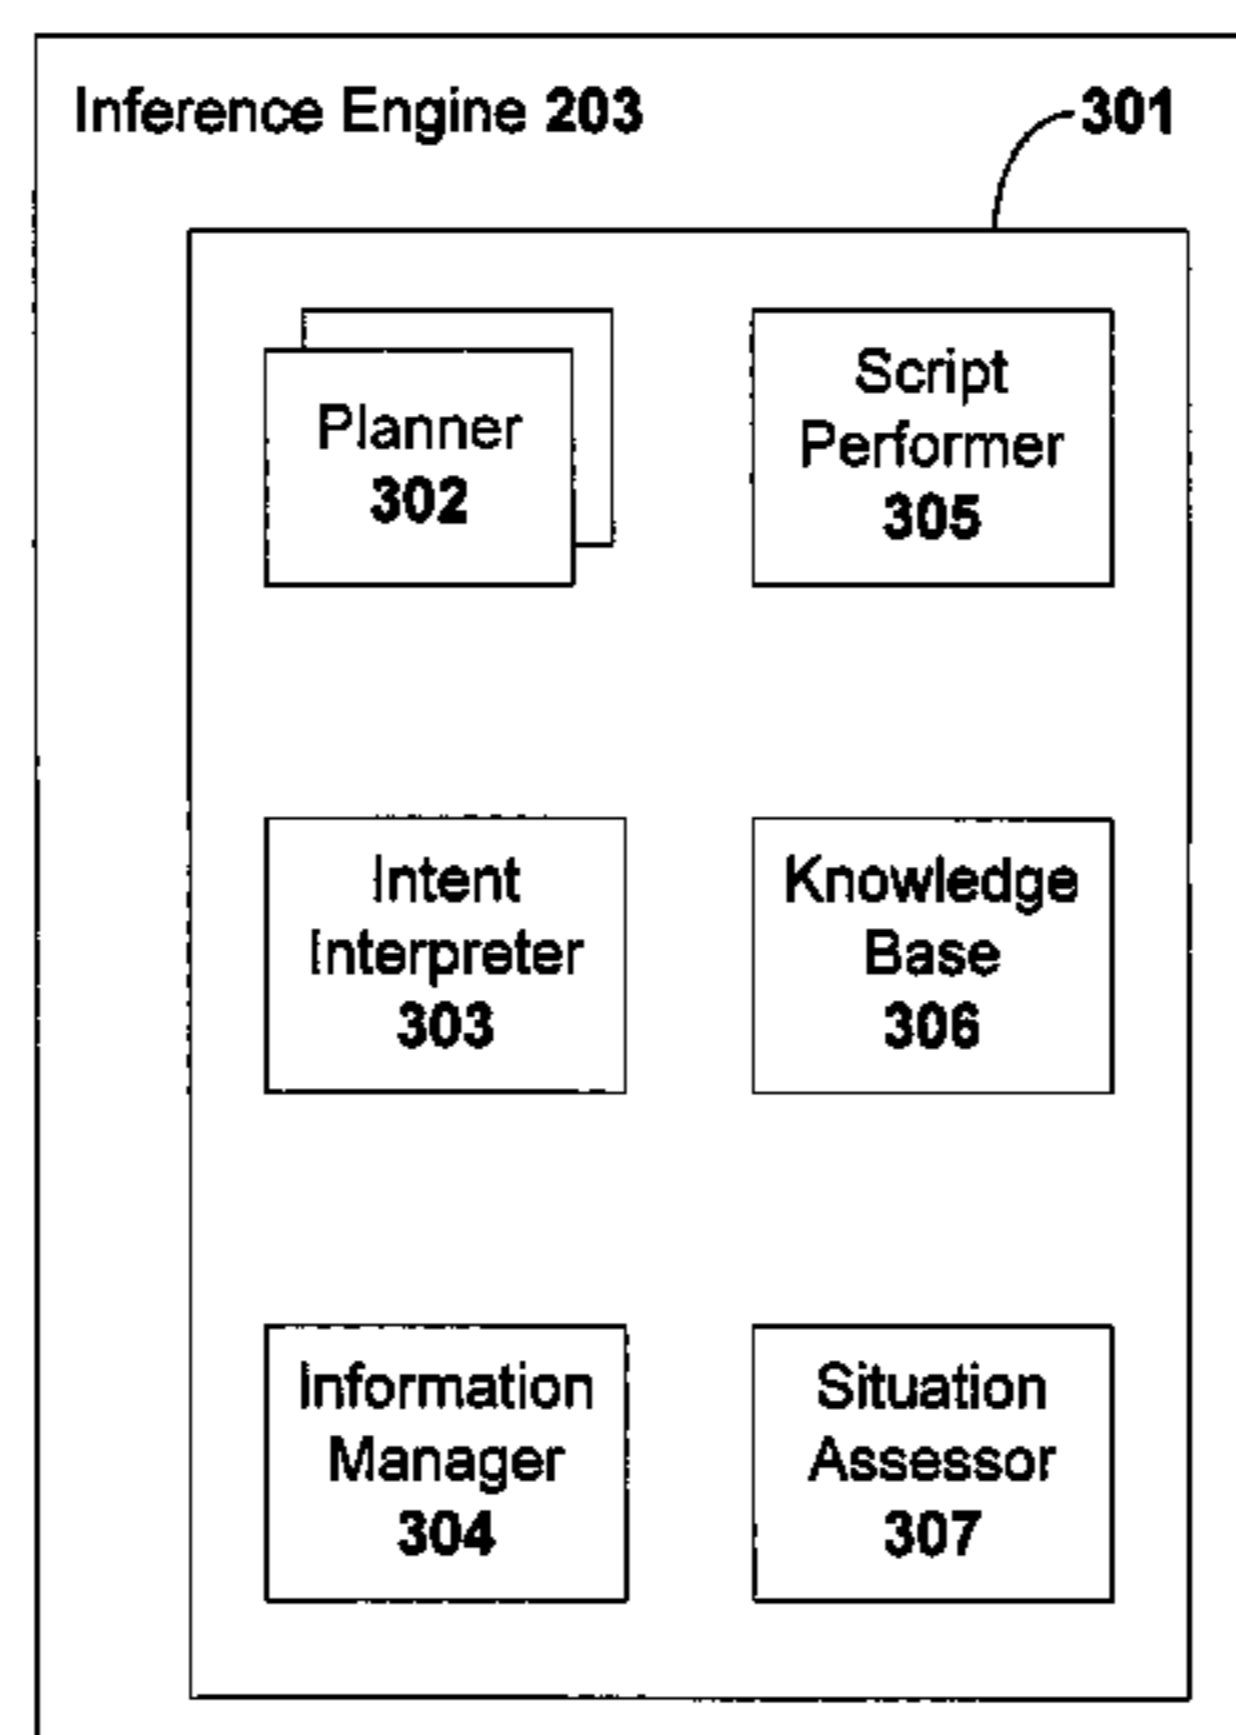 Inference Engine 203
301
Planner
302
Script
Performer
305
Intent
Interpreter
303
Knowledge
Base
306
Information
Manager
304
Situation
Assessor
307